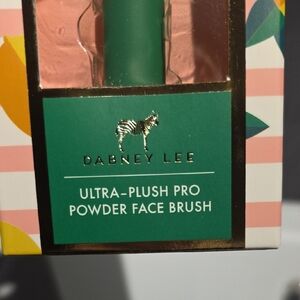 DABNEY LEE
ULTRA-PLUSH PRO
POWDER FACE BRUSH